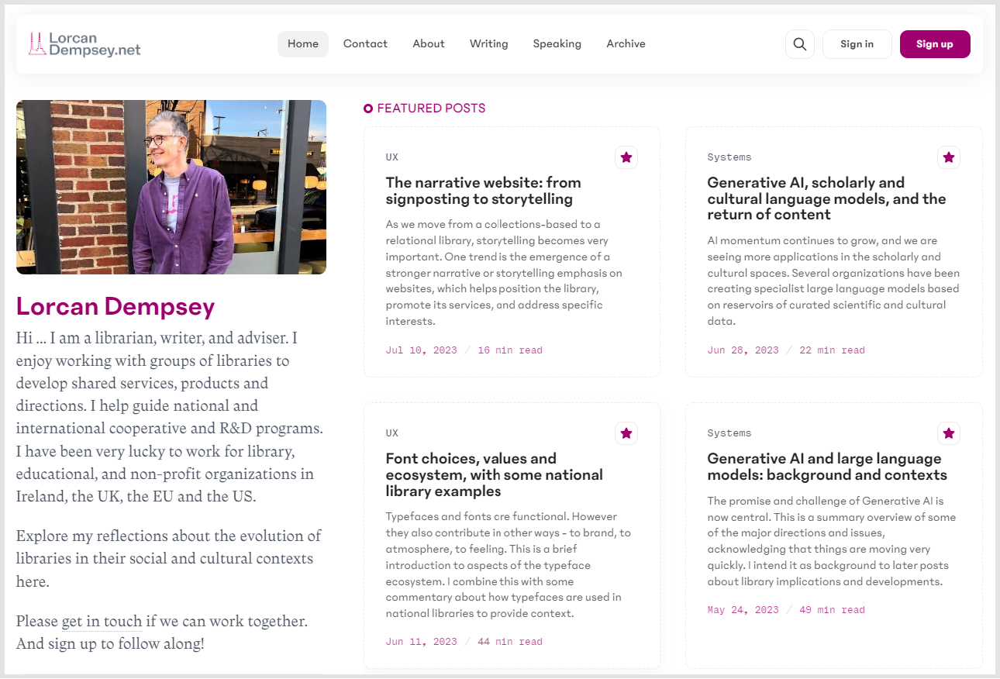 Lorcan
Dempsey.net
Home
Contact
About
Writing
Speaking
Archive
Sign in
Sign up
Lorcan Dempsey
Hi ... I am a librarian, writer, and adviser. I
enjoy working with groups of libraries to
develop shared services, products and
directions. I help guide national and
international cooperative and R&D programs.
I have been very lucky to work for library,
educational, and non-profit organizations in
Ireland, the UK, the EU and the US.
Explore my reflections about the evolution of
libraries in their social and cultural contexts
here.
Please get in touch if we can work together.
And sign up to follow along!
FEATURED POSTS
UX
The narrative website: from
signposting to storytelling
As we move from a collections-based to a
relational library, storytelling becomes very
important. One trend is the emergence of a
stronger narrative or storytelling emphasis on
websites, which helps position the library,
promote its services, and address specific
interests.
Jul 10, 2023 / 16 min read
Systems
Generative AI, scholarly and
cultural language models, and the
return of content
AI momentum continues to grow, and we are
seeing more applications in the scholarly and
cultural spaces. Several organizations have been
creating specialist large language models based
on reservoirs of curated scientific and cultural
data.
Jun 28, 2023 / 22 min read
UX
Font choices, values and
ecosystem, with some national
library examples
Typefaces and fonts are functional. However
they also contribute in other ways - to brand, to
atmosphere, to feeling. This is a brief
introduction to aspects of the typeface
ecosystem. I combine this with some
commentary about how typefaces are used in
national libraries to provide context.
Jun 11, 2023 / 44 min read
Systems
Generative AI and large language
models: background and contexts
The promise and challenge of Generative AI is
now central. This is a summary overview of some
of the major directions and issues,
acknowledging that things are moving very
quickly. I intend it as background to later posts
about library implications and developments.
May 24, 2023 / 49 min read